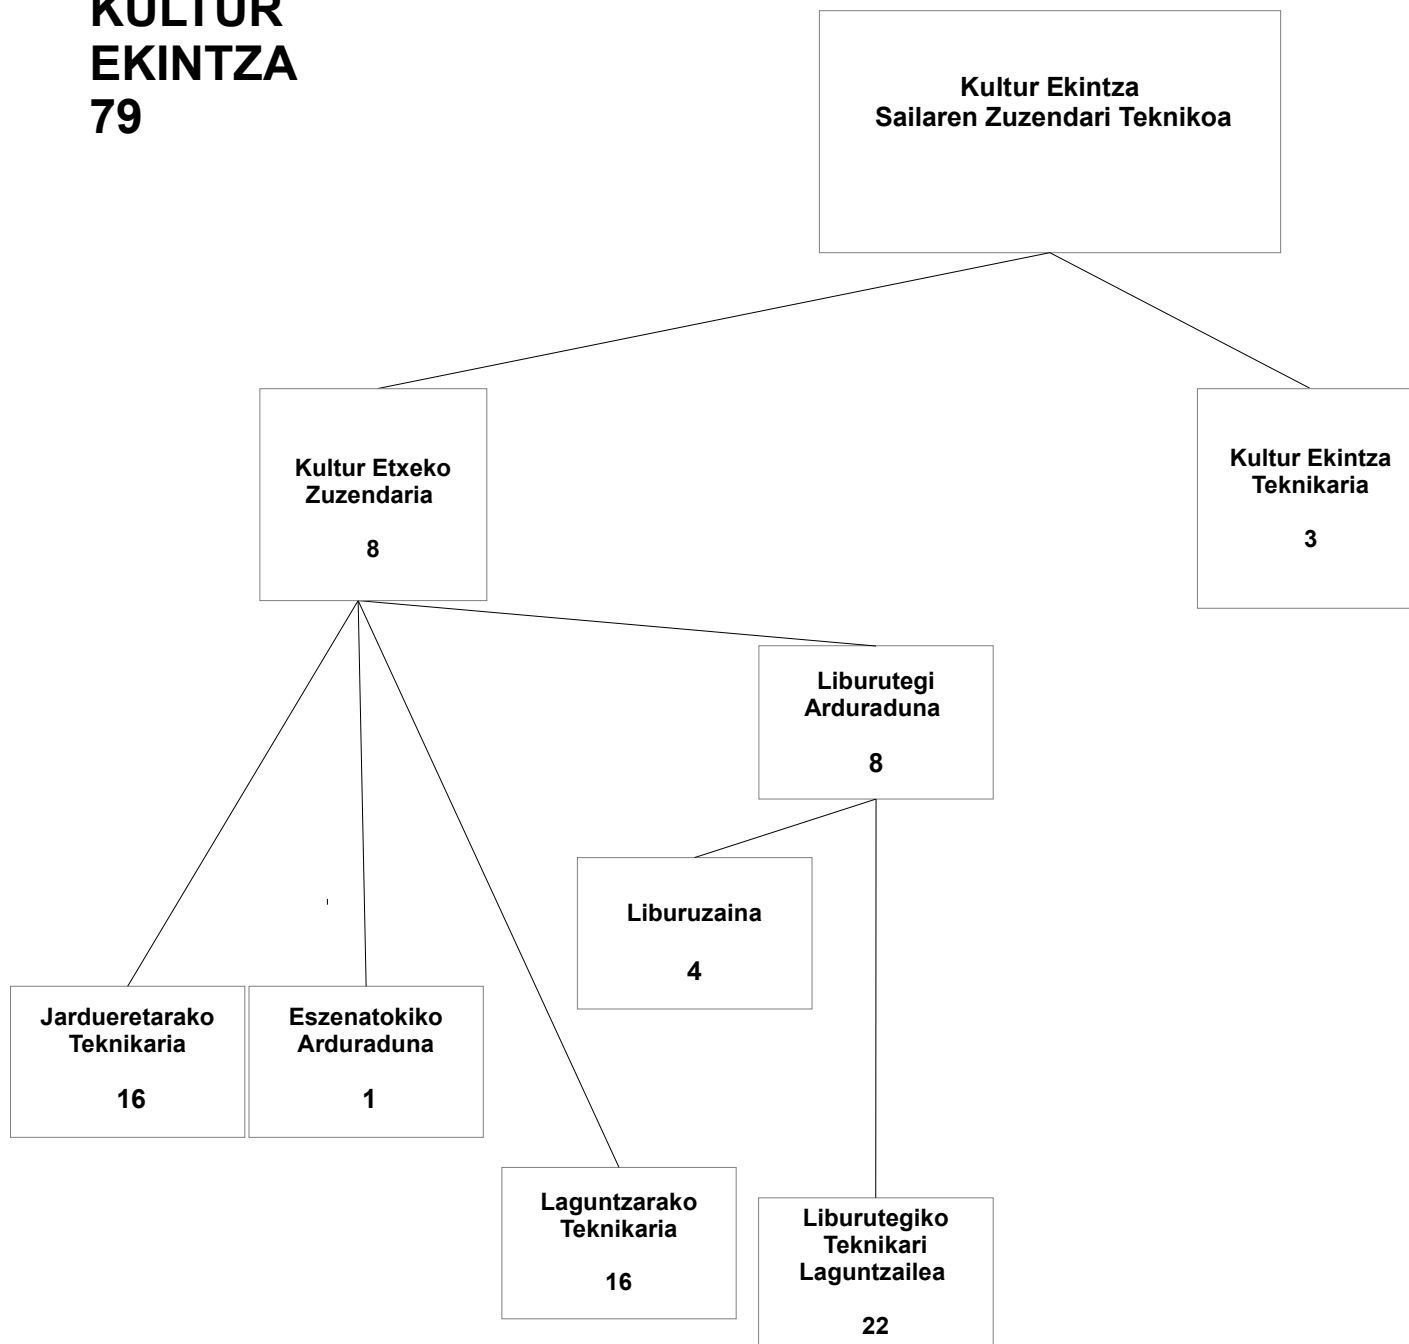 KULTUR
EKINTZA
79
Kultur Ekintza
Sailaren Zuzendari Teknikoa
Kultur Etxeko
Zuzendaria
8
Kultur Ekintza
Teknikaria
3
Liburutegi
Arduraduna
8
Liburuzaina
4
Jardueretarako
Teknikaria
16
Eszenatokiko
Arduraduna
1
Laguntzarako
Teknikaria
16
Liburutegiko
Teknikari
Laguntzailea
22